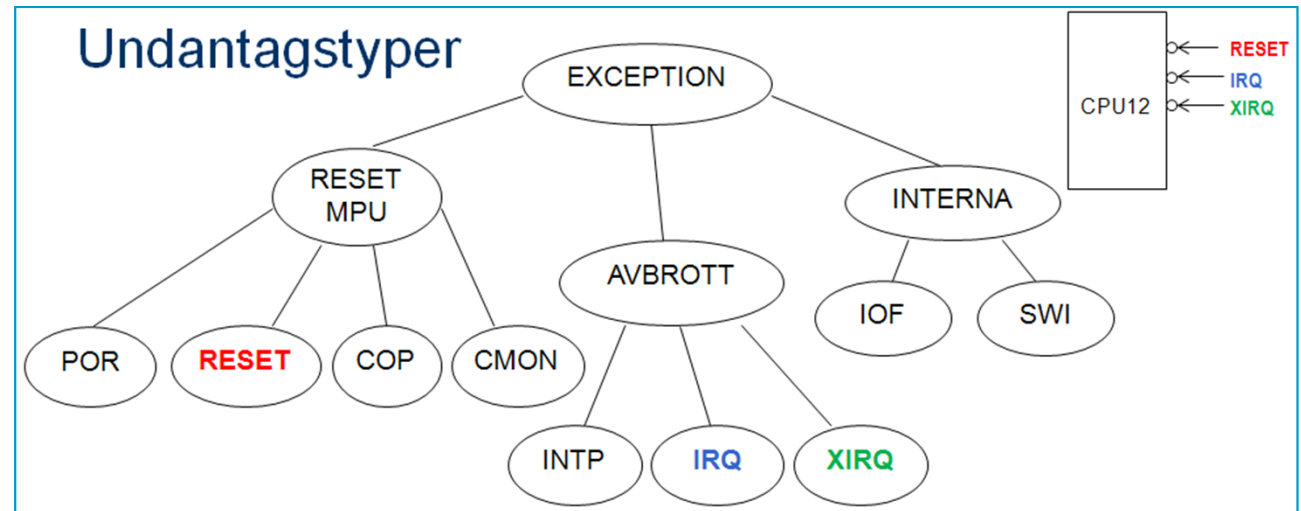 Undantagstyper
EXCEPTION
RESET
MPU
AVBROTT
INTERNA
POR
RESET
COP
CMON
INTP
IRQ
XIRQ
IOF
SWI
CPU12
RESET
IRQ
XIRQ